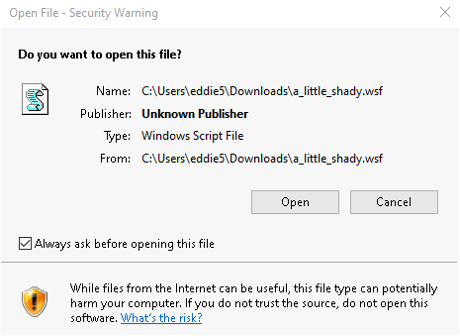 Open File - Security Warning
Do you want to open this file?
Name: C:\Users\eddie5\Downloads\a_little_shady.wsf
Publisher: Unknown Publisher
Type: Windows Script File
From: C:\Users\eddie5\Downloads\a_little_shady.wsf
Open Cancel
Always ask before opening this file
While files from the Internet can be useful, this file type can potentially
harm your computer. If you do not trust the source, do not open this
software. What's the risk?